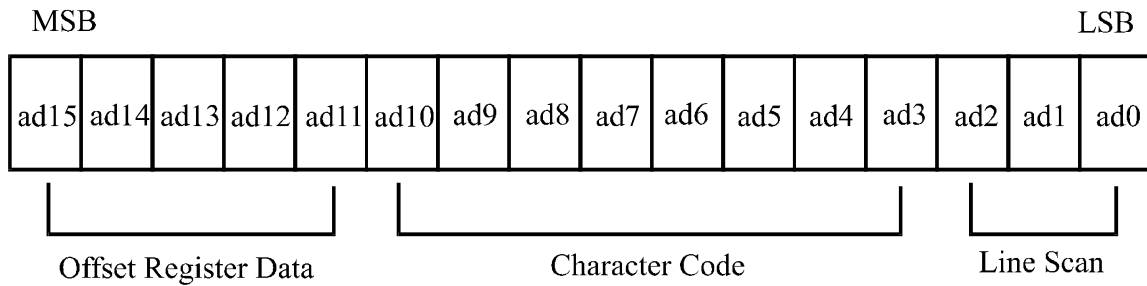 MSB LSB
ad15 ad14 ad13 ad12 ad11 ad10 ad9 ad8 ad7 ad6 ad5 ad4 ad3 ad2 ad1 ad0
Offset Register Data Character Code Line Scan